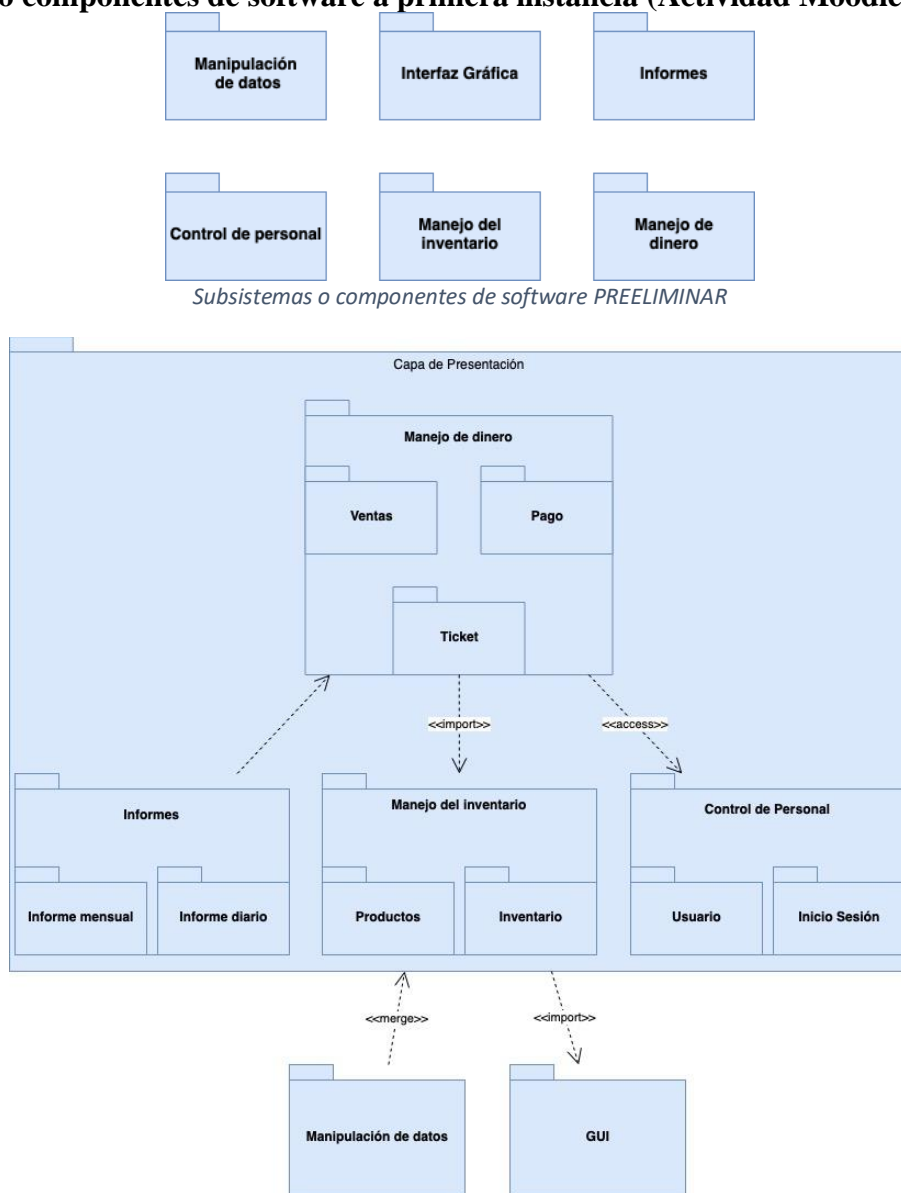 o componentes de software a primera instancia (Actividad Moodle
Manipulación
de datos
Interfaz Gráfica
Informes
Control de personal
Manejo del
inventario
Manejo de
dinero
Subsistemas o componentes de software PREELIMINAR
Capa de Presentación
Manejo de dinero
Ventas
Pago
Ticket
<<import>>
<<access>>
Informes
Manejo del inventario
Control de Personal
Informe mensual
Informe diario
Productos
Inventario
Usuario
Inicio Sesión
<<merge>>
<<import>>
Manipulación de datos
GUI